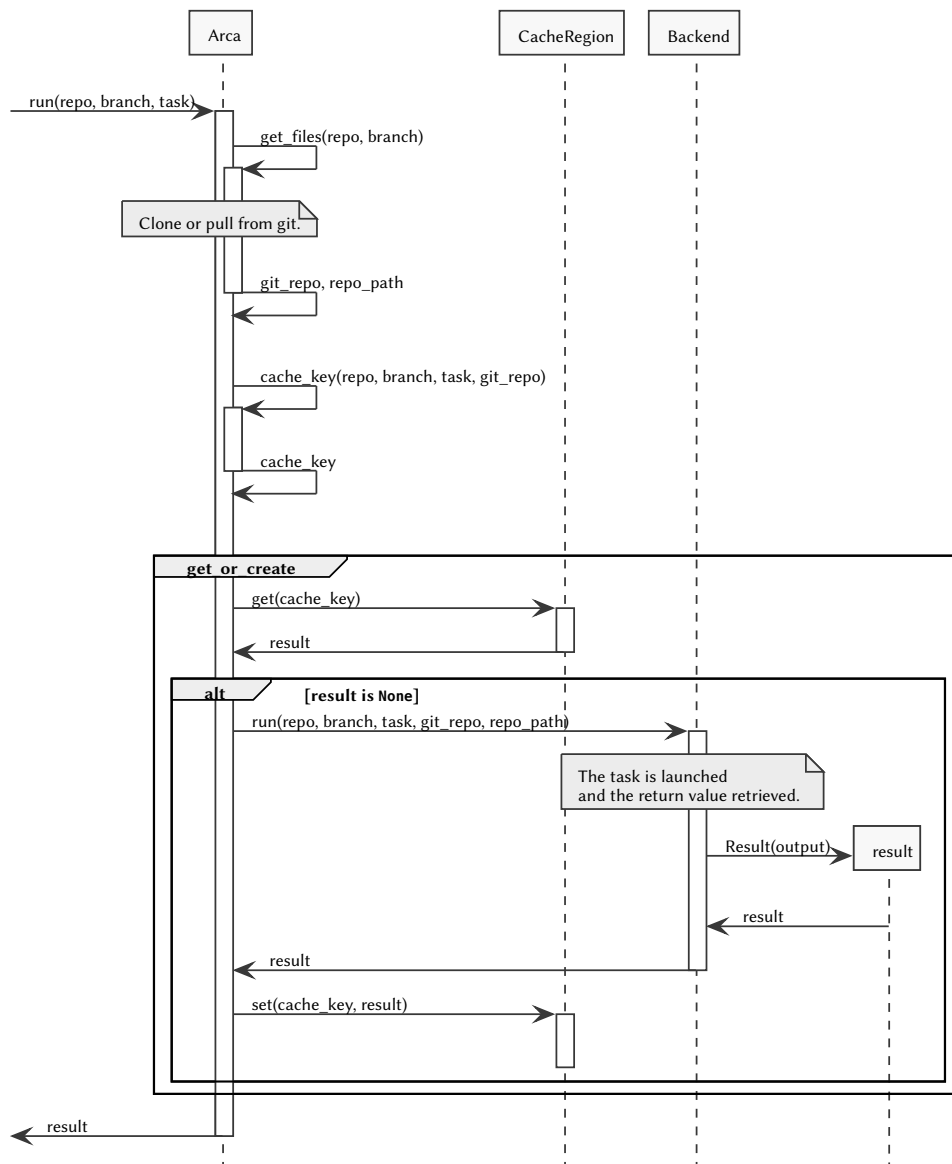 Arca
CacheRegion
Backend
run(repo, branch, task)
get_files(repo, branch)
Clone or pull from git.
git_repo, repo_path
cache_key(repo, branch, task, git_repo)
cache_key
get_or_create
get(cache_key)
result
alt
[result is None]
run(repo, branch, task, git_repo, repo_path)
The task is launched
and the return value retrieved.
Result(output)
result
result
result
set(cache_key, result)
result